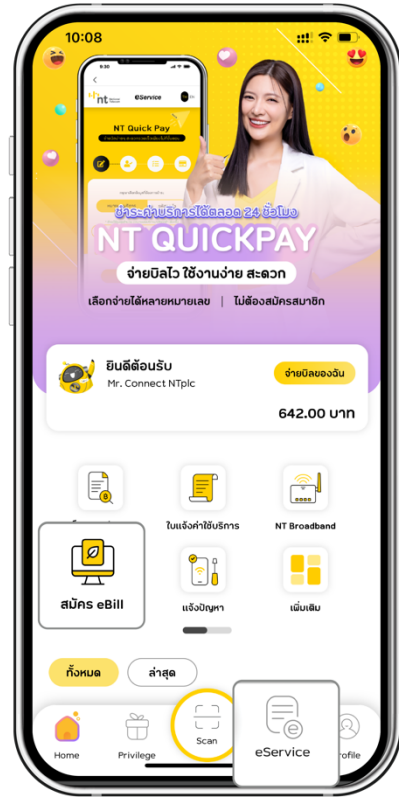 10:08
9:30
nt
eService
EN
NT Quick Pay
ชำระค่าบริการได้ตลอด 24 ชั่วโมง
NT QUICKPAY
จ่ายบิลไว ใช้งานง่าย สะดวก
เลือกจ่ายได้หลายหมายเลข | ไม่ต้องสมัครสมาชิก
ยินดีต้อนรับ
Mr. Connect NTplc
จ่ายบิลของฉัน
642.00 บาท
ใบแจ้งค่าใช้บริการ
NT Broadband
สมัคร eBill
แจ้งปัญหา
เพิ่มเติม
ทั้งหมด
ล่าสุด
Home
Privilege
Scan
eService
rofile